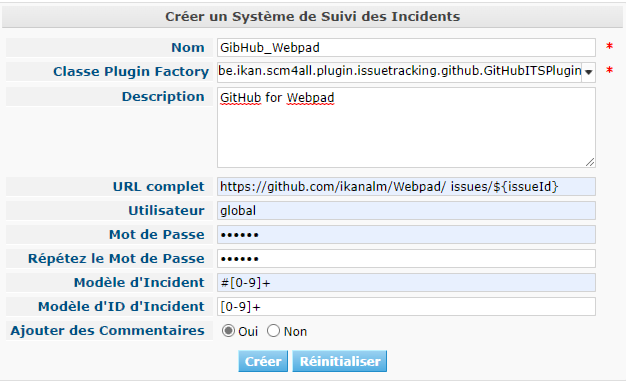 Créer un Système de Suivi des Incidents
Nom GibHub_Webpad *
Classe Plugin Factory be.ikan.scm4all.plugin.issuetracking.github.GitHubITSPlugin *
Description GitHub for Webpad
URL complet https://github.com/ikanalm/Webpad/ issues/${issueId}
Utilisateur global
Mot de Passe ••••••
Répétez le Mot de Passe ••••••
Modèle d'Incident #[0-9]+
Modèle d'ID d'Incident [0-9]+
Ajouter des Commentaires Oui Non
Créer Réinitialiser